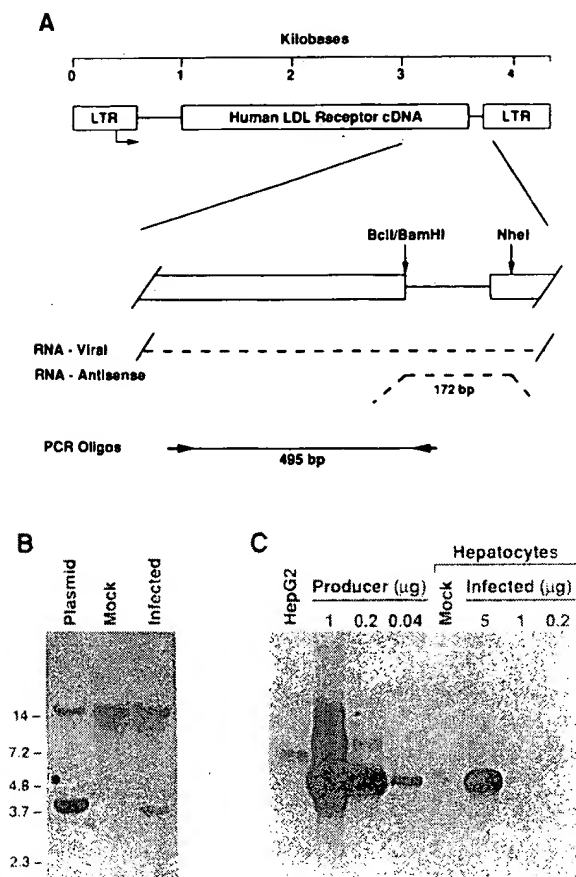 A
Kilobases
0 1 2 3 4
LTR Human LDL Receptor cDNA LTR
BclI/BamHI NheI
RNA - Viral
RNA - Antisense
172 bp
PCR Oligos
495 bp
B
Plasmid Mock Infected
14 –
7.2 –
4.8 –
3.7 –
2.3 –
C
Hepatocytes
HepG2 Producer (μg) Mock Infected (μg)
1 0.2 0.04 5 1 0.2